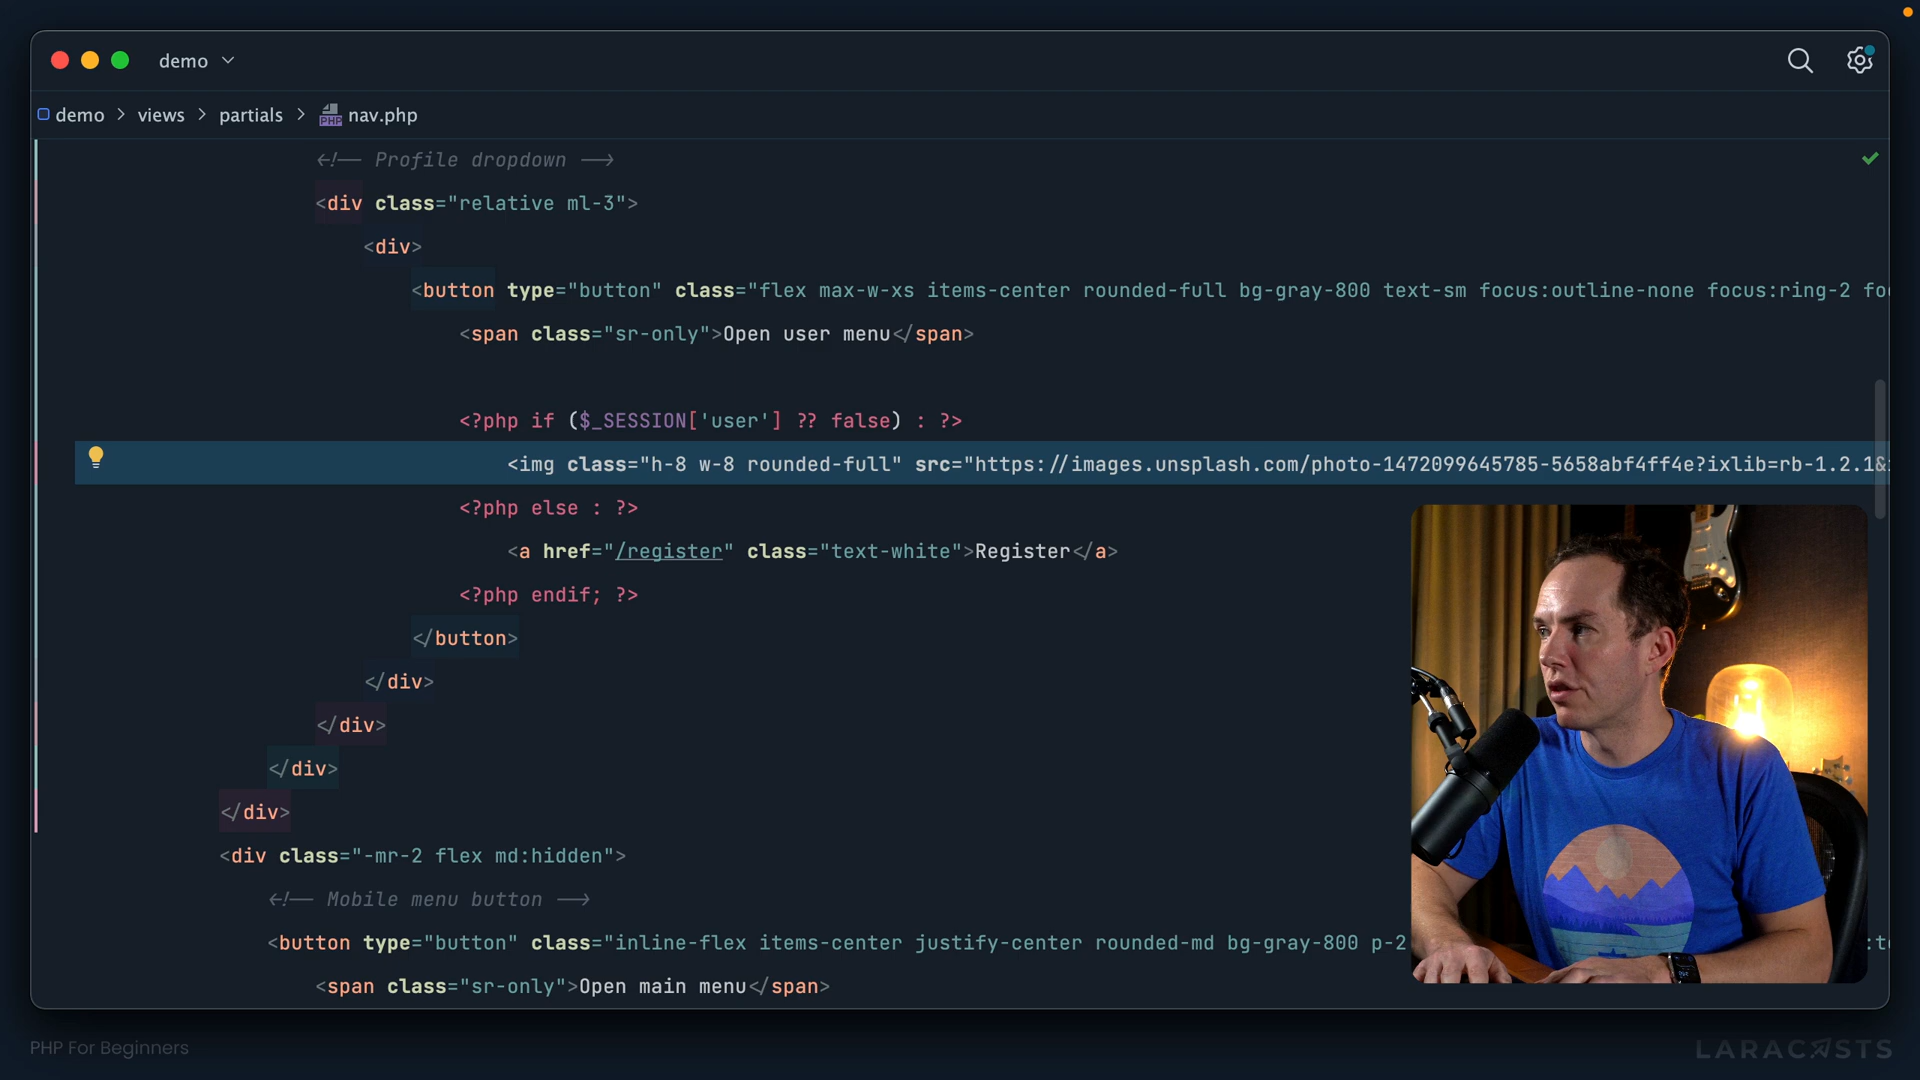 demo
demo > views > partials > PHP nav.php
<!-- Profile dropdown -->
<div class="relative ml-3">
<div>
<button type="button" class="flex max-w-xs items-center rounded-full bg-gray-800 text-sm focus:outline-none focus:ring-2 fo
<span class="sr-only">Open user menu</span>
<?php if ($_SESSION['user'] ?? false) : ?>
<img class="h-8 w-8 rounded-full" src="https://images.unsplash.com/photo-1472099645785-5658abf4ff4e?ixlib=rb-1.2.1&
<?php else : ?>
<a href="/register" class="text-white">Register</a>
<?php endif; ?>
</button>
</div>
</div>
</div>
</div>
<div class="-mr-2 flex md:hidden">
<!-- Mobile menu button -->
<button type="button" class="inline-flex items-center justify-center rounded-md bg-gray-800 p-2 :t
<span class="sr-only">Open main menu</span>
PHP For Beginners
LARACASTS